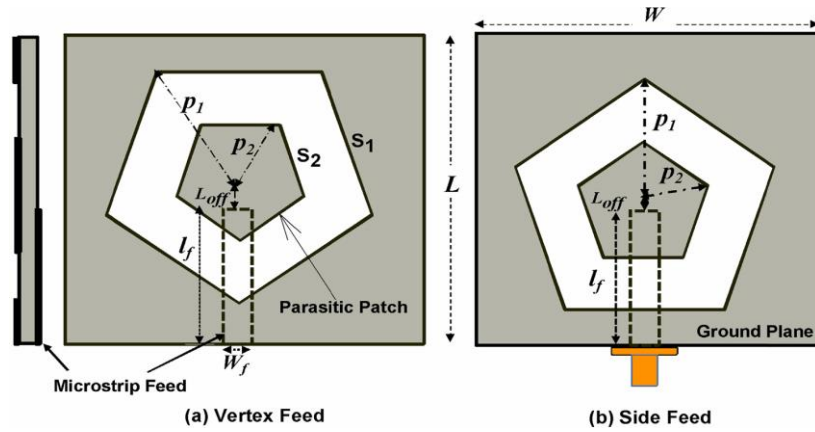 p1
p2
S1
S2
Loff
lf
Wf
Parasitic Patch
Microstrip Feed
(a) Vertex Feed
W
L
p1
p2
Loff
lf
Ground Plane
(b) Side Feed